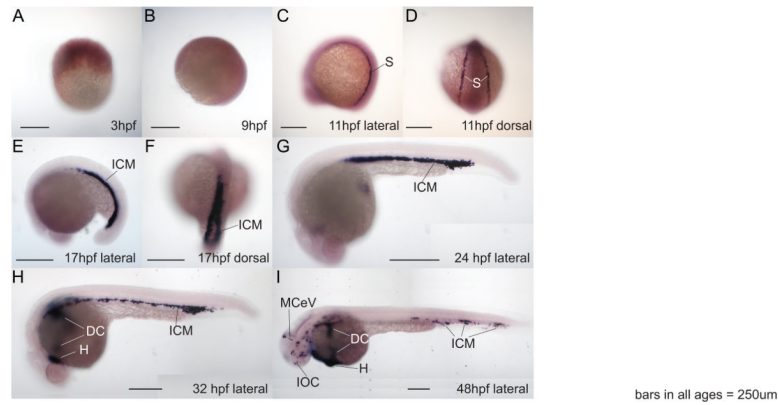 A
3hpf
B
9hpf
C
S
11hpf lateral
D
S
11hpf dorsal
E
ICM
17hpf lateral
F
ICM
17hpf dorsal
G
ICM
24 hpf lateral
H
DC
H
ICM
32 hpf lateral
I
MCeV
DC
ICM
IOC
H
48hpf lateral
bars in all ages = 250um